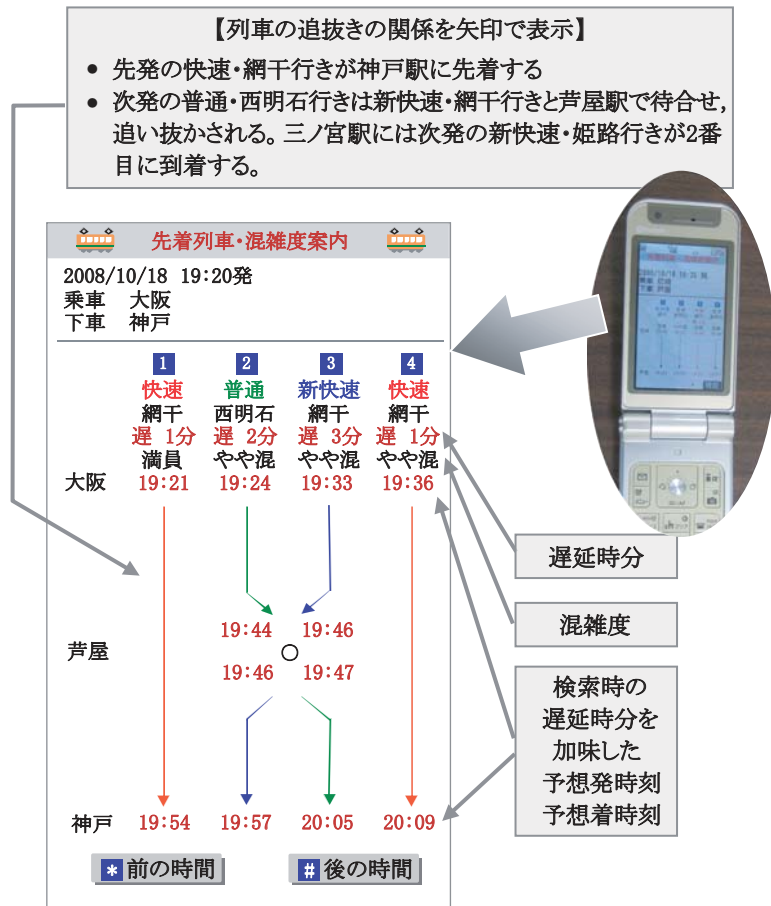 【列車の追抜きの関係を矢印で表示】
● 先発の快速・網干行きが神戸駅に先着する
● 次発の普通・西明石行きは新快速・網干行きと芦屋駅で待合せ,
追い抜かされる。三ノ宮駅には次発の新快速・姫路行きが2番
目に到着する。
先着列車・混雑度案内
2008/10/18 19:20発
乗車 大阪
下車 神戸
1 2 3 4
快速 普通 新快速 快速
網干 西明石 網干 網干
遅 1分 遅 2分 遅 3分 遅 1分
満員 やや混 やや混 やや混
大阪 19:21 19:24 19:33 19:36
19:44 19:46
芦屋
19:46 19:47
神戸 19:54 19:57 20:05 20:09
* 前の時間 # 後の時間
遅延時分
混雑度
検索時の
遅延時分を
加味した
予想発時刻
予想着時刻